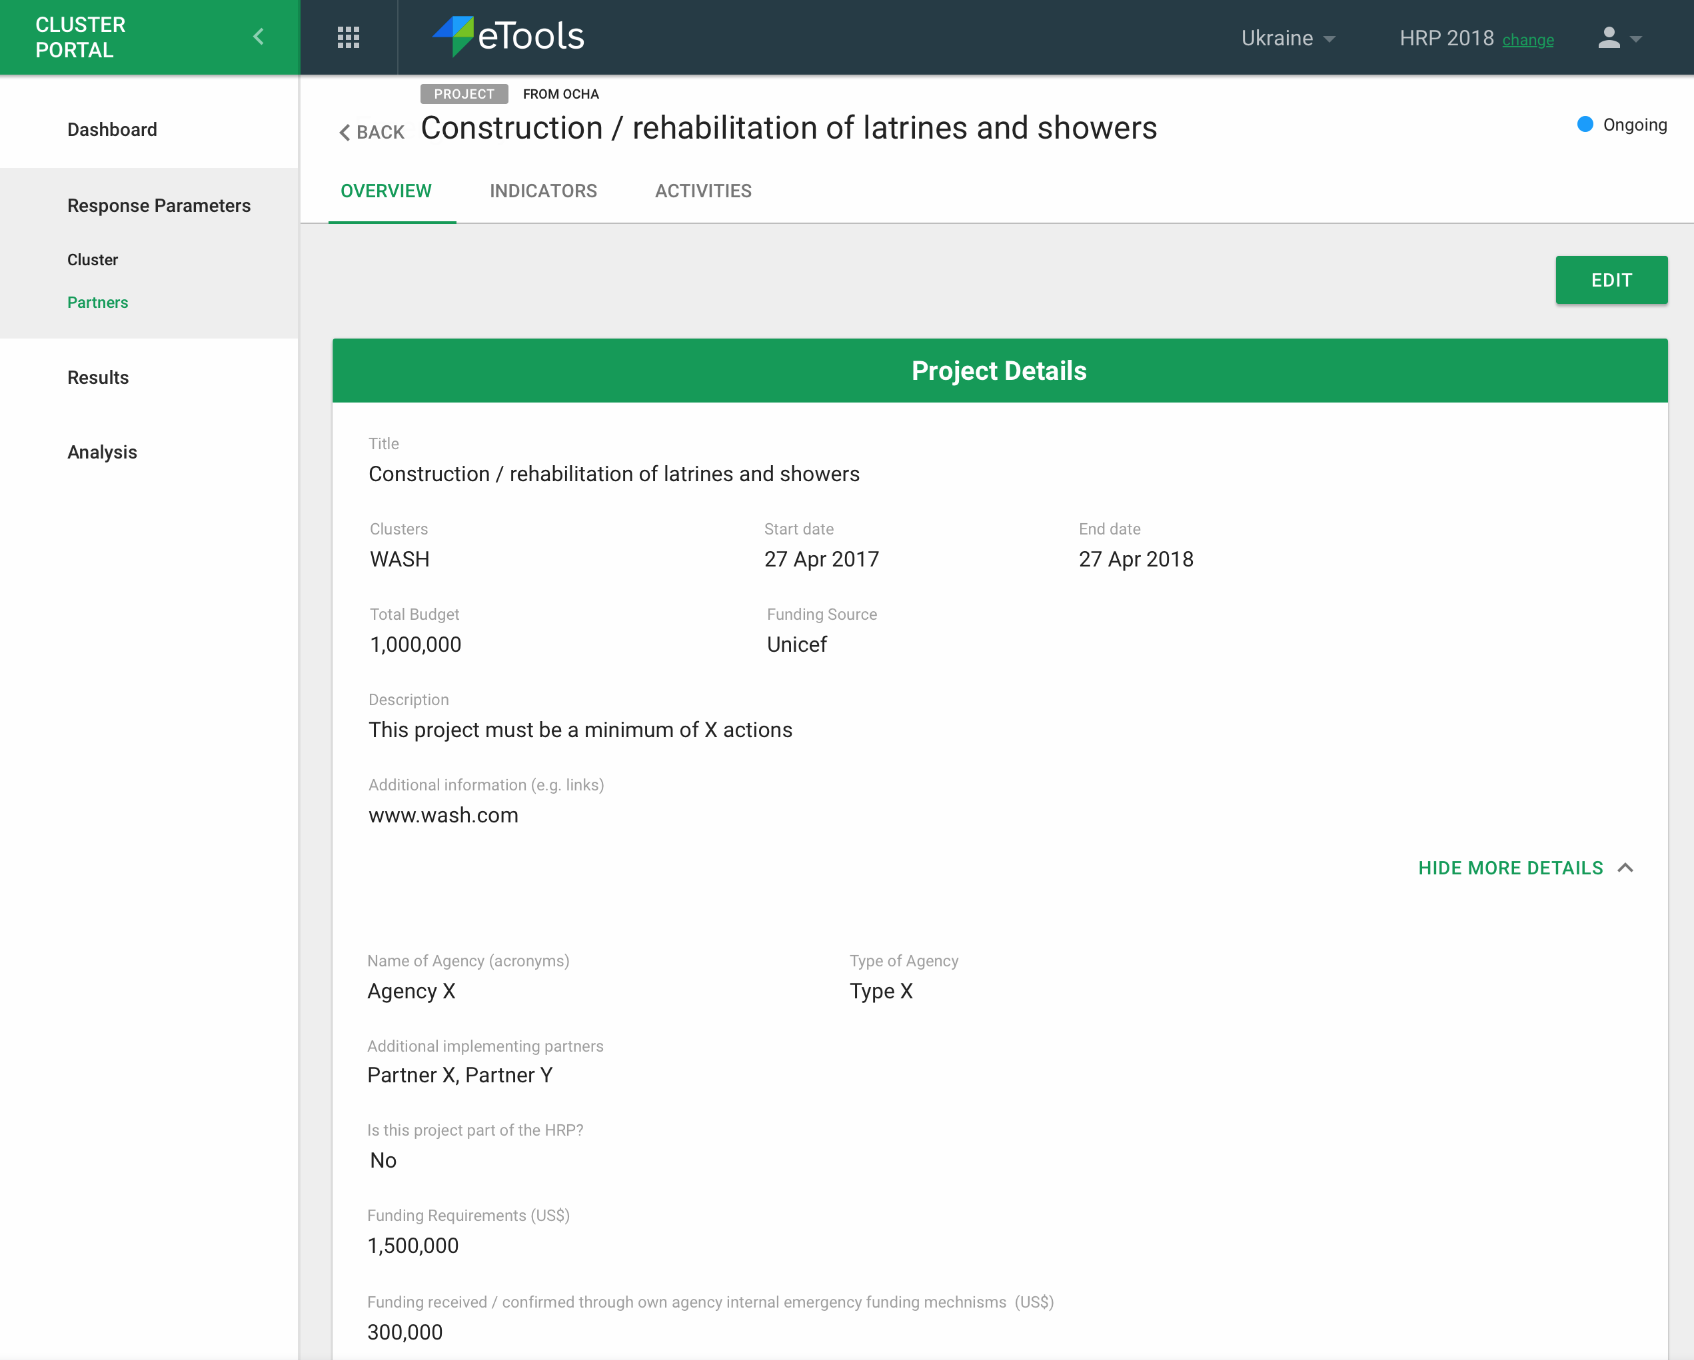 CLUSTER
PORTAL
eTools
Ukraine
HRP 2018 change
Dashboard
Response Parameters
Cluster
Partners
Results
Analysis
PROJECT FROM OCHA
BACK Construction / rehabilitation of latrines and showers
Ongoing
OVERVIEW INDICATORS ACTIVITIES
EDIT
Project Details
Title
Construction / rehabilitation of latrines and showers
Clusters Start date End date
WASH 27 Apr 2017 27 Apr 2018
Total Budget Funding Source
1,000,000 Unicef
Description
This project must be a minimum of X actions
Additional information (e.g. links)
www.wash.com
HIDE MORE DETAILS
Name of Agency (acronyms) Type of Agency
Agency X Type X
Additional implementing partners
Partner X, Partner Y
Is this project part of the HRP?
No
Funding Requirements (US$)
1,500,000
Funding received / confirmed through own agency internal emergency funding mechnisms (US$)
300,000